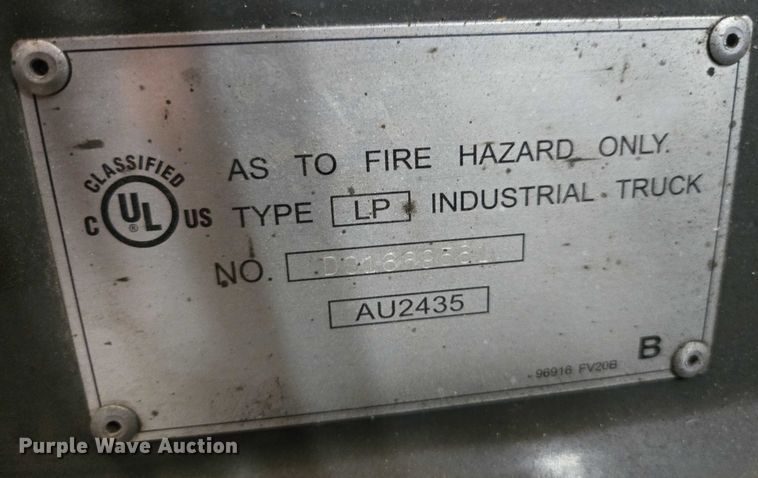 CLASSIFIED
C UL ® US
AS TO FIRE HAZARD ONLY.
TYPE LP INDUSTRIAL TRUCK
NO.
AU2435
96916 FV20B
B
Purple Wave Auction